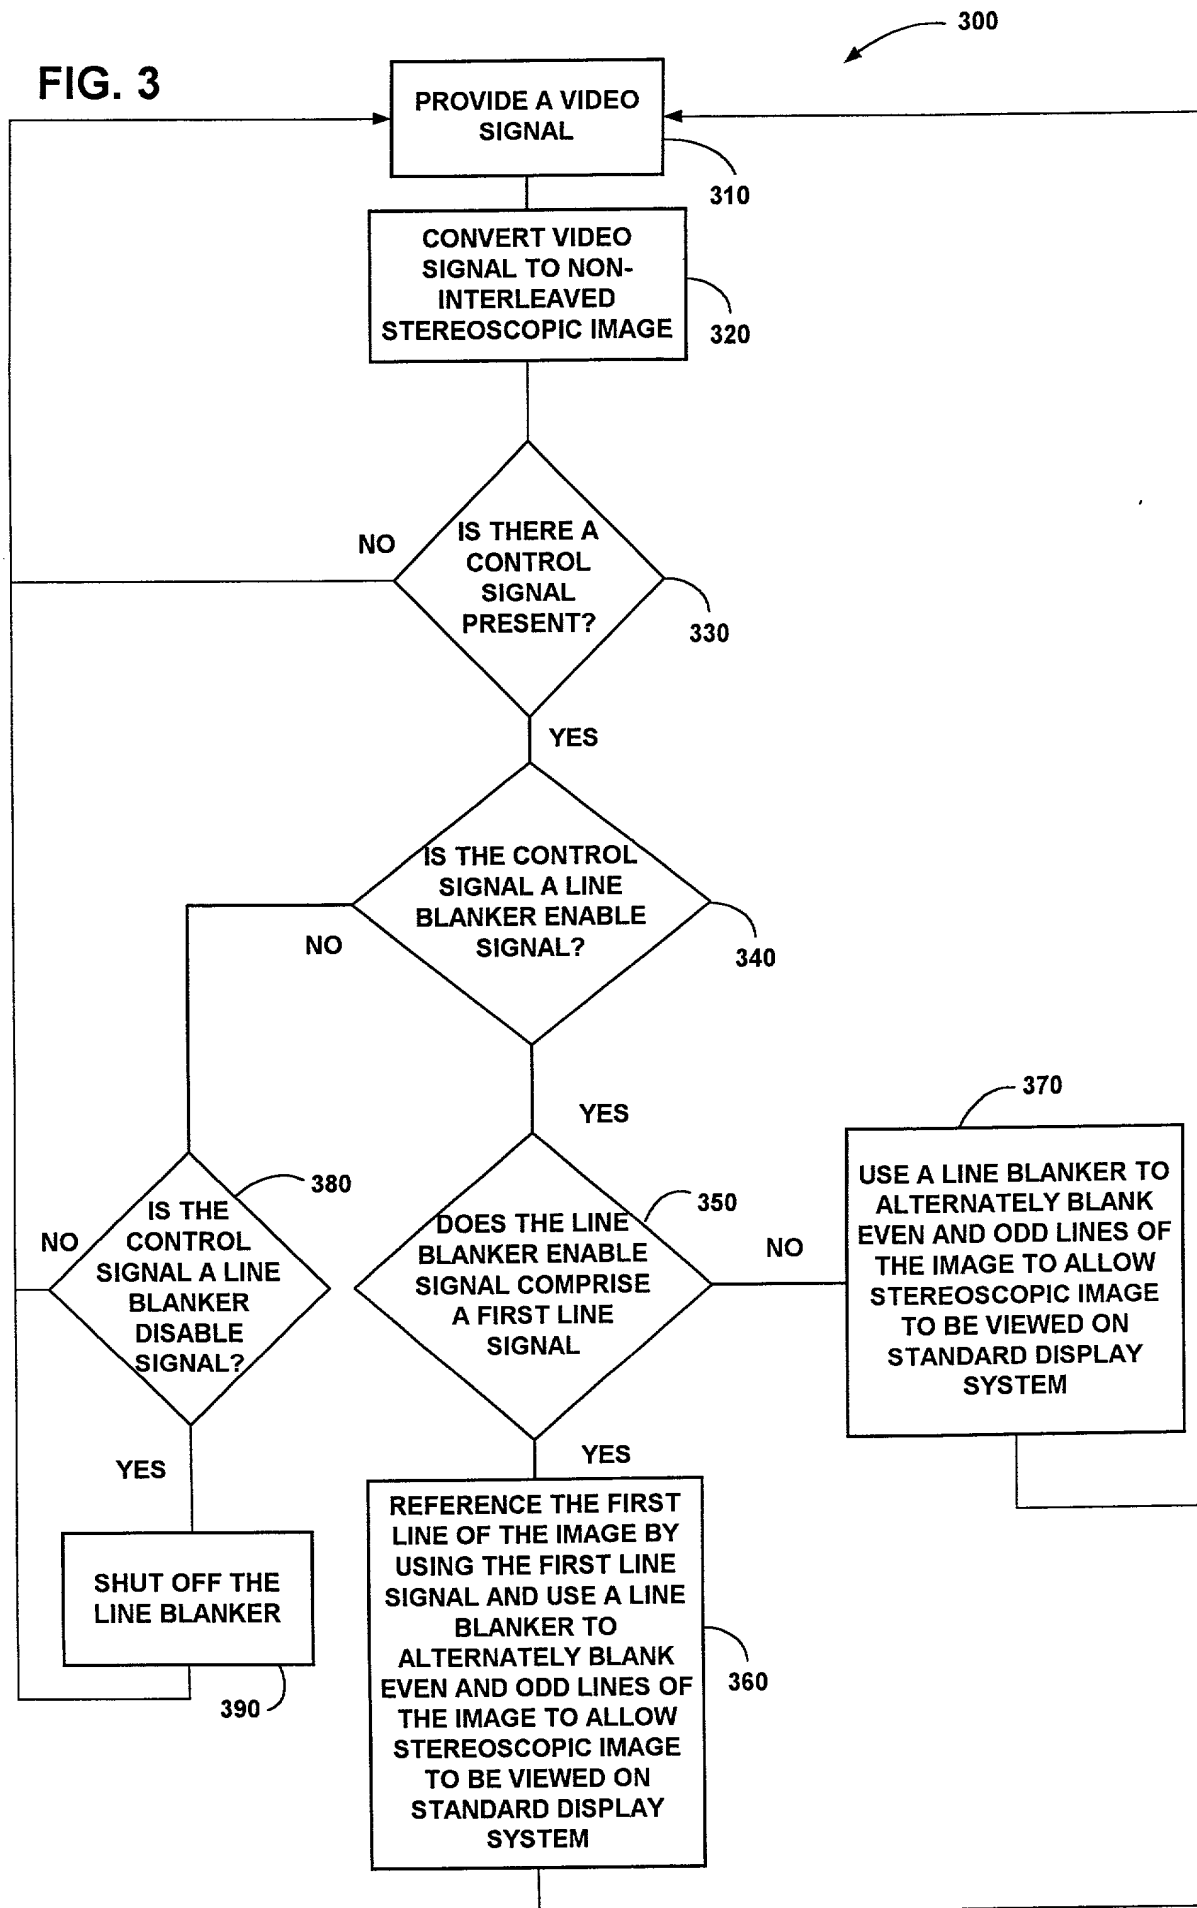 300
FIG. 3
PROVIDE A VIDEO
SIGNAL
310
CONVERT VIDEO
SIGNAL TO NON-
INTERLEAVED
STEREOSCOPIC IMAGE
320
IS THERE A
CONTROL
SIGNAL
PRESENT?
NO
330
YES
IS THE CONTROL
SIGNAL A LINE
BLANKER ENABLE
SIGNAL?
NO
340
YES
370
USE A LINE BLANKER TO
ALTERNATELY BLANK
EVEN AND ODD LINES OF
THE IMAGE TO ALLOW
STEREOSCOPIC IMAGE
TO BE VIEWED ON
STANDARD DISPLAY
SYSTEM
380
IS THE
CONTROL
SIGNAL A LINE
BLANKER
DISABLE
SIGNAL?
NO
350
DOES THE LINE
BLANKER ENABLE
SIGNAL COMPRISE
A FIRST LINE
SIGNAL
NO
YES
YES
SHUT OFF THE
LINE BLANKER
390
REFERENCE THE FIRST
LINE OF THE IMAGE BY
USING THE FIRST LINE
SIGNAL AND USE A LINE
BLANKER TO
ALTERNATELY BLANK
EVEN AND ODD LINES OF
THE IMAGE TO ALLOW
STEREOSCOPIC IMAGE
TO BE VIEWED ON
STANDARD DISPLAY
SYSTEM
360